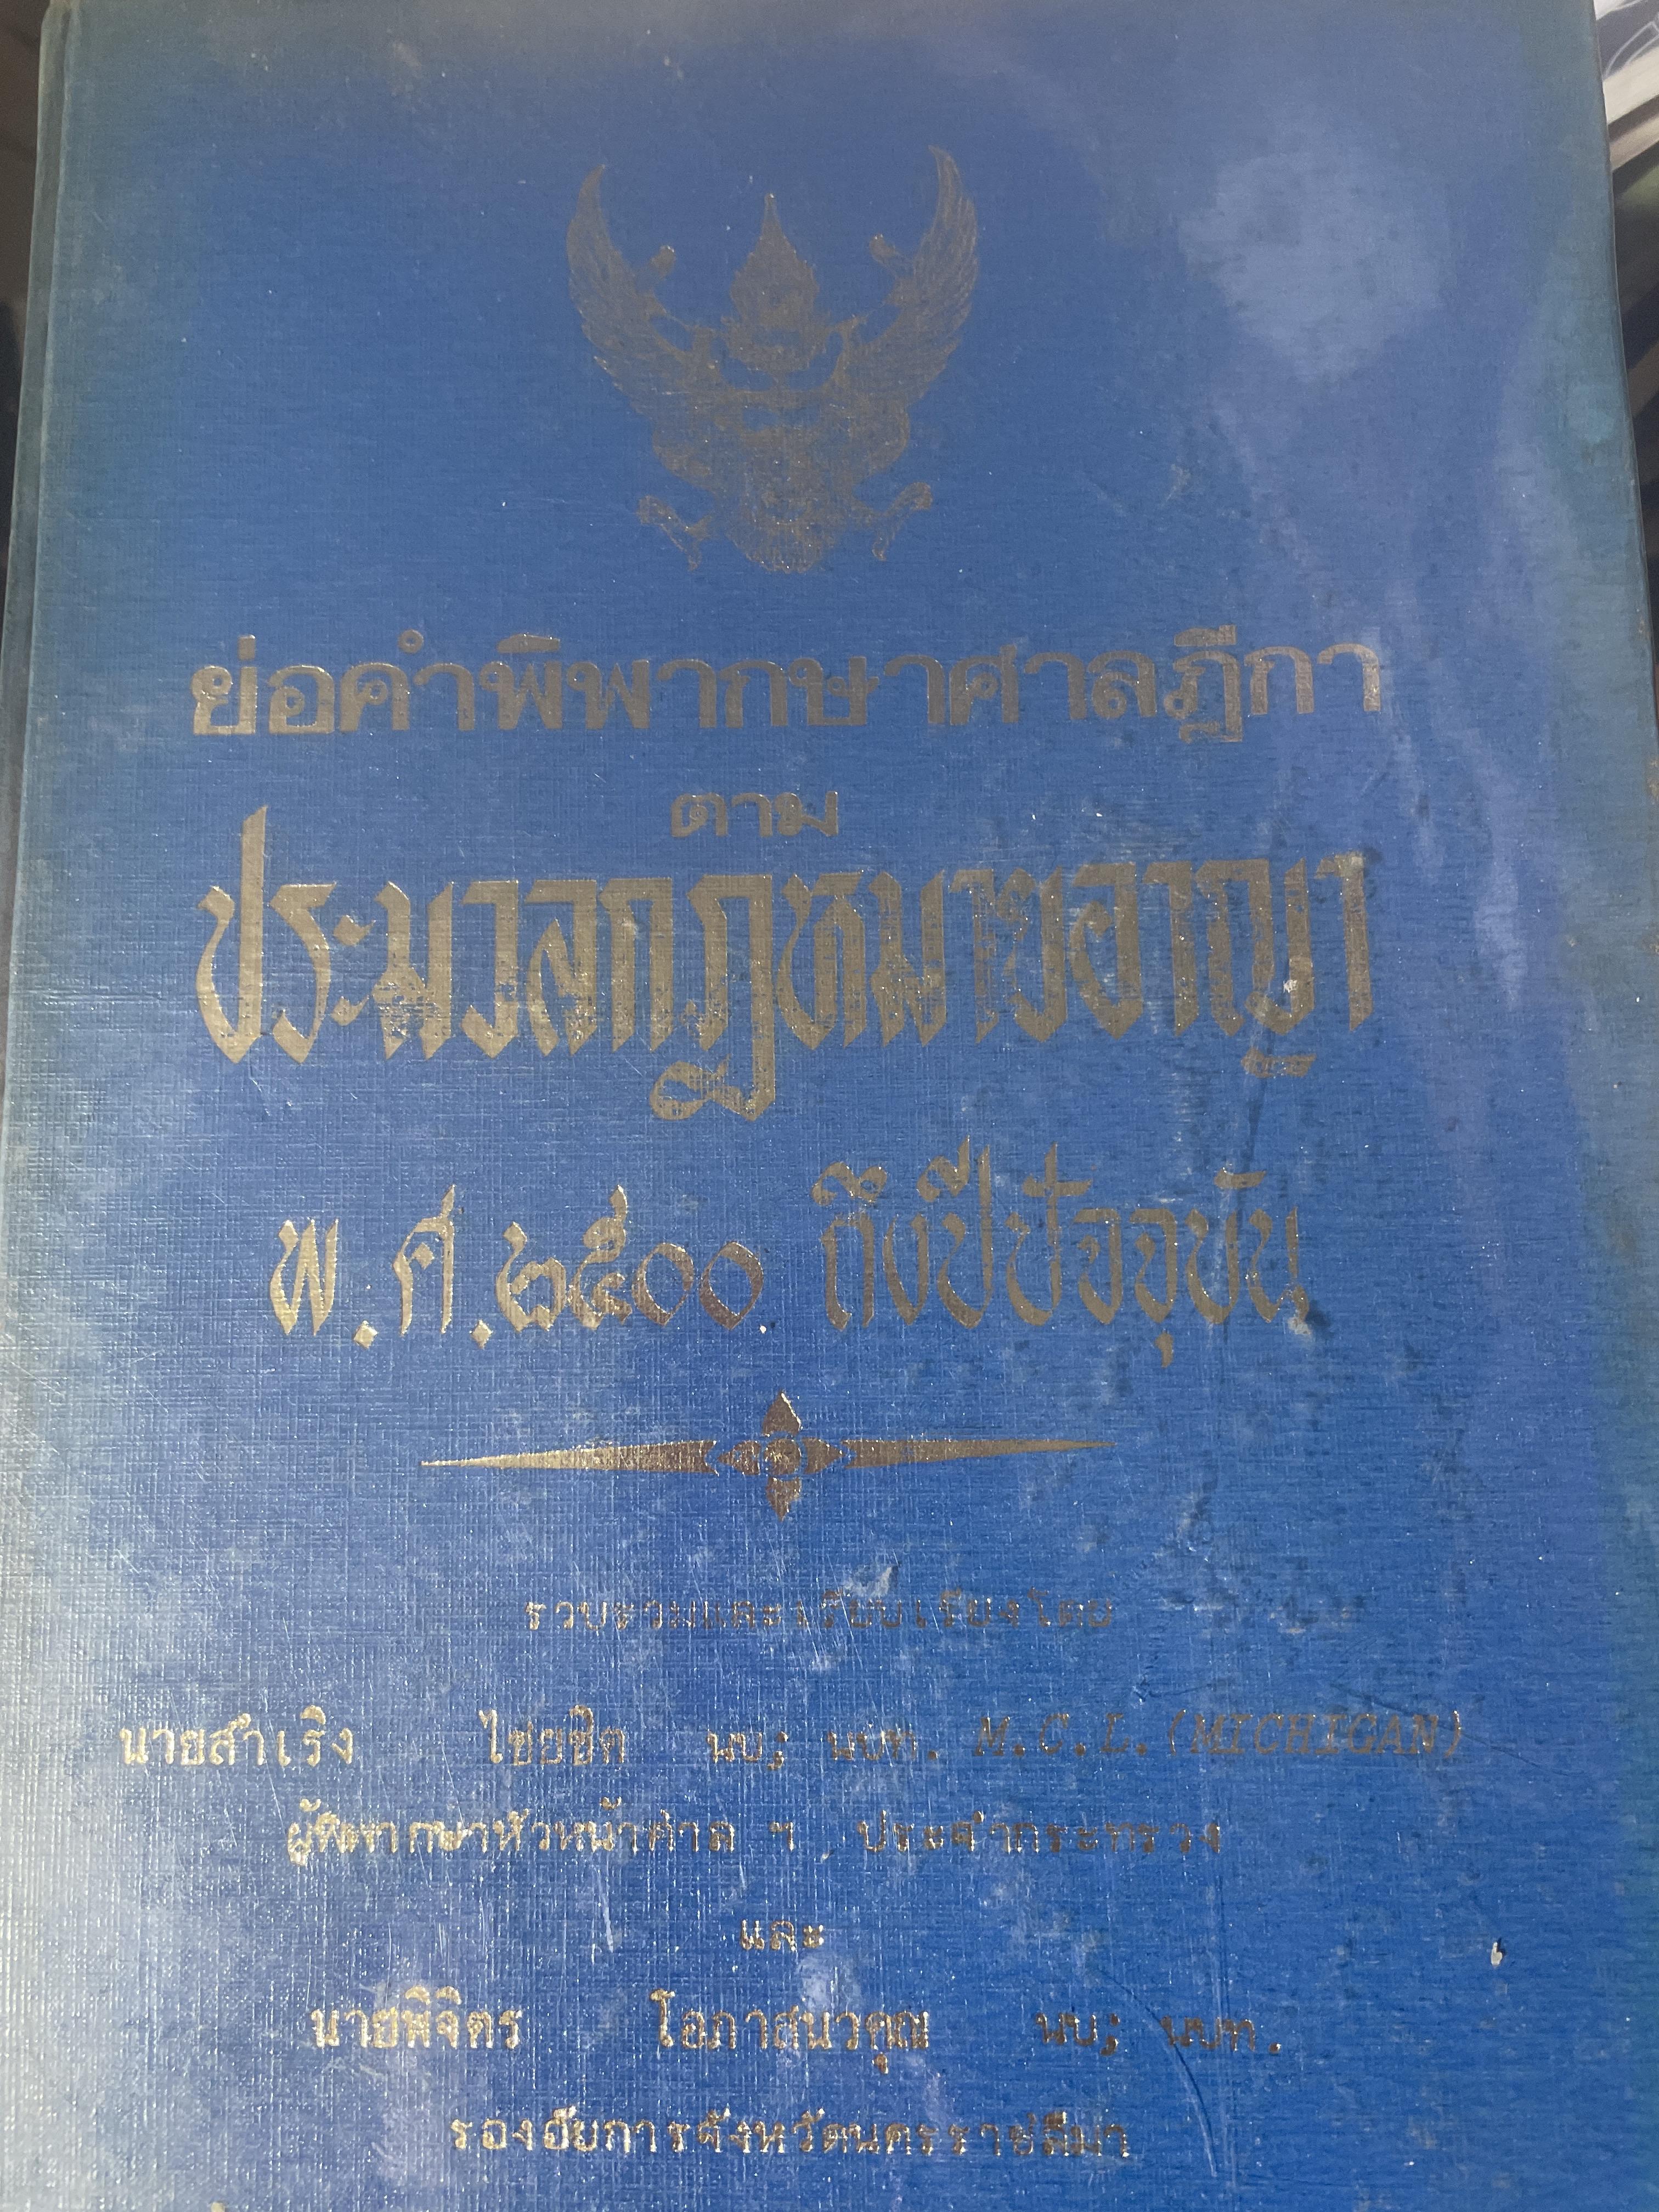 ย่อคำพิพากษาศาลฎีกา
ตาม
ประมวลกฎหมายอาญา
พ.ศ.๒๕๐๐ ถึงปีปัจจุบัน
รวบรวมและเรียบเรียงโดย
นายสำเริง ไชยชิต นบ; นบท. M.C.L.(MICHIGAN)
ผู้พิพากษาหัวหน้าศาล ฯ ประจำกระทรวง
และ
นายพิจิตร โอภาสนวคุณ นบ; นบท.
รองอัยการจังหวัดนครราชสีมา